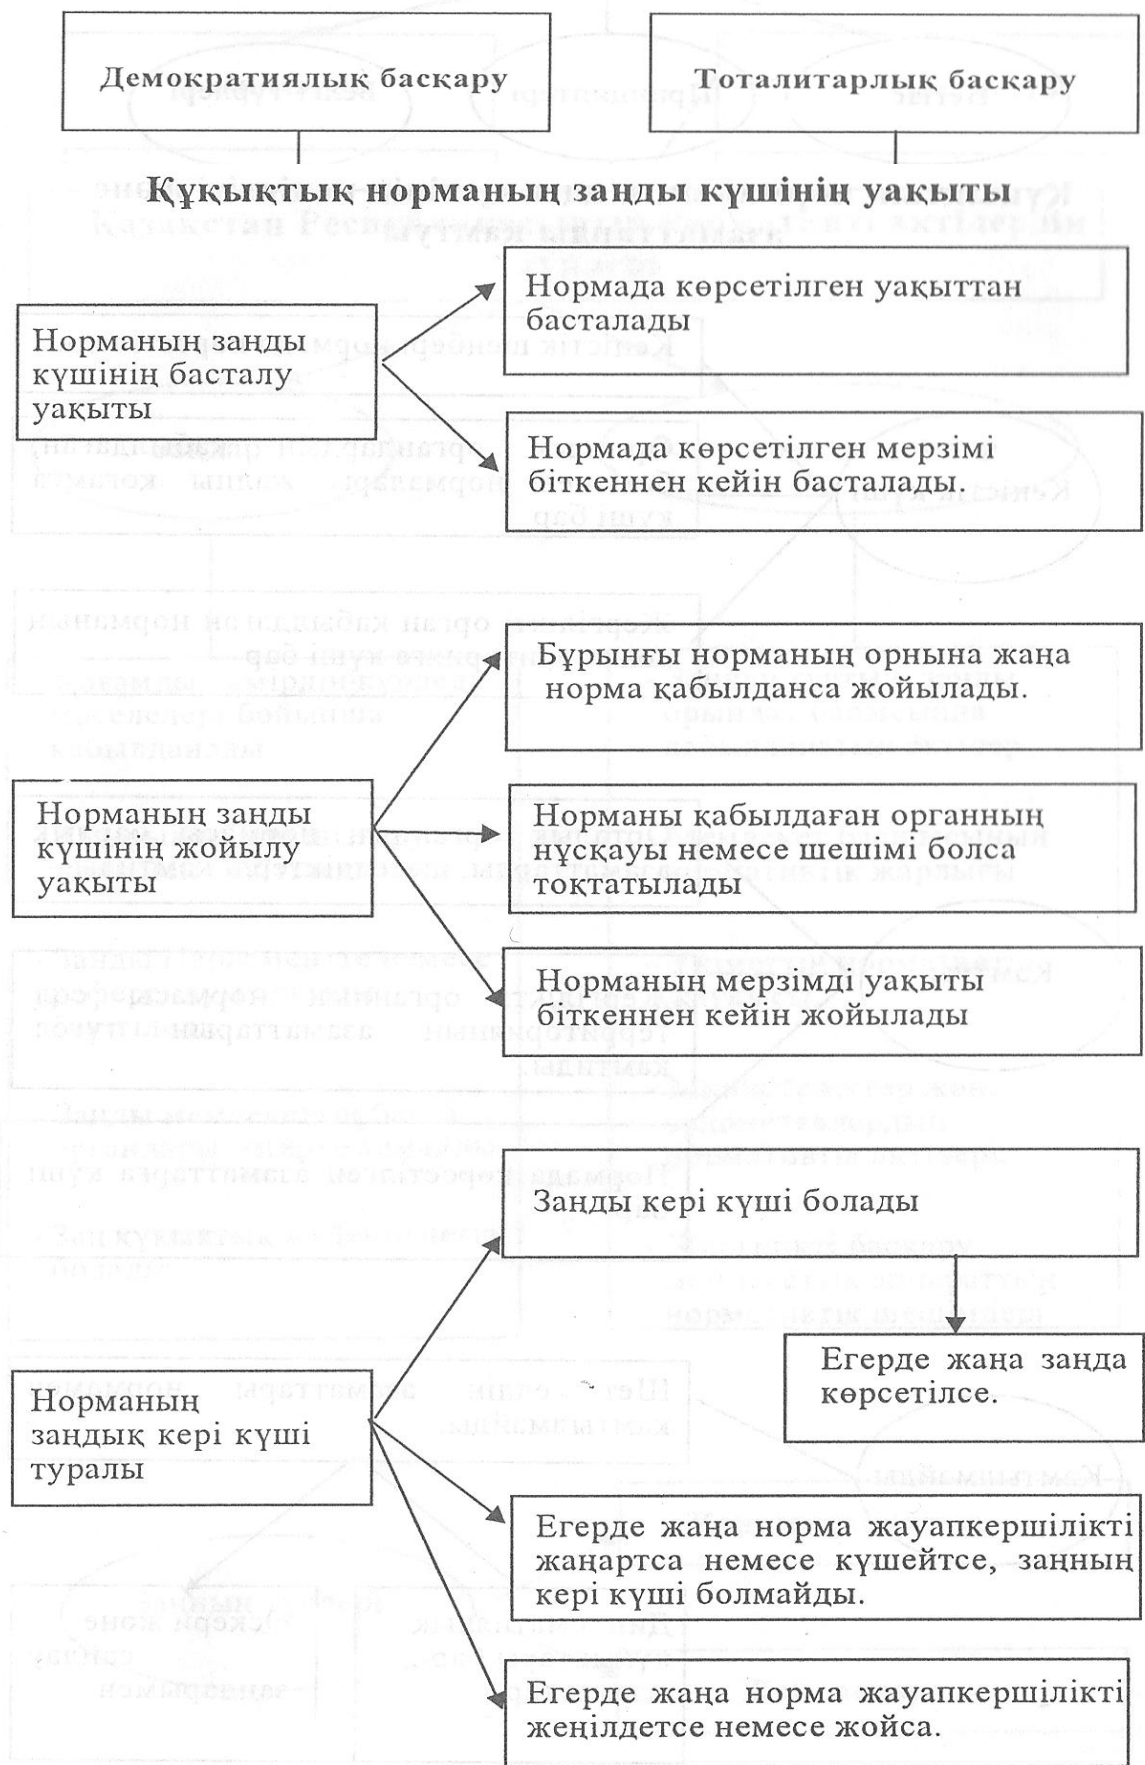 Демократиялық басқару
Тоталитарлық басқару
Құқықтық норманың заңды күшінің уақыты
Норманың заңды
күшінің басталу
уақыты
Нормада көрсетілген уақыттан
басталады
Нормада көрсетілген мерзімі
біткеннен кейін басталады.
Норманың заңды
күшінің жойылу
уақыты
Бұрынғы норманың орнына жаңа
норма қабылданса жойылады.
Норманы қабылдаған органның
нұсқауы немесе шешімі болса
тоқтатылады
Норманың мерзімді уақыты
біткеннен кейін жойылады
Норманың
заңдық кері күші
туралы
Заңды кері күші болады
Егерде жаңа заңда
көрсетілсе.
Егерде жаңа норма жауапкершілікті
жаңартса немесе күшейтсе, заңның
кері күші болмайды.
Егерде жаңа норма жауапкершілікті
женілдетсе немесе жойса.